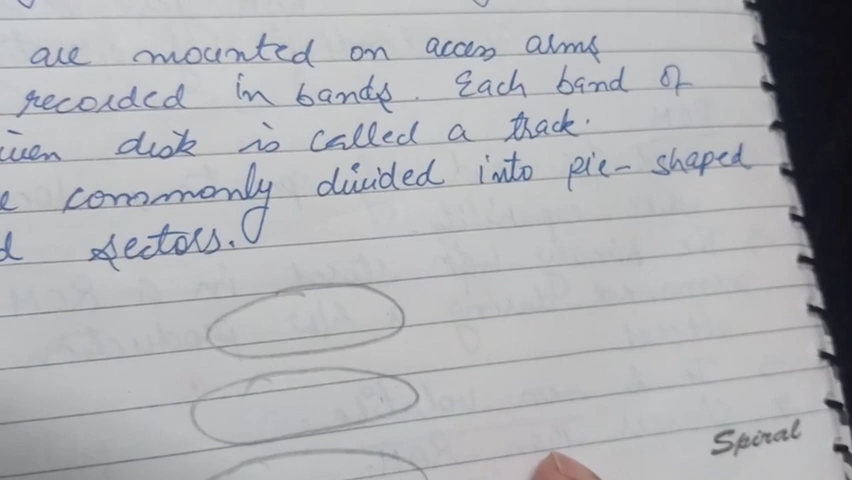 are mounted on access arms
recorded in bands. Each band of
iven disk is called a track.
e commonly divided into pie-shaped
d sectors.
Spiral